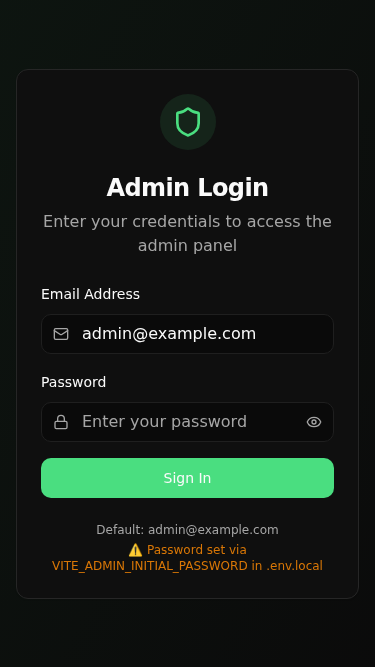 Admin Login
Enter your credentials to access the
admin panel
Email Address
admin@example.com
Password
Enter your password
Sign In
Default: admin@example.com
⚠️ Password set via
VITE_ADMIN_INITIAL_PASSWORD in .env.local